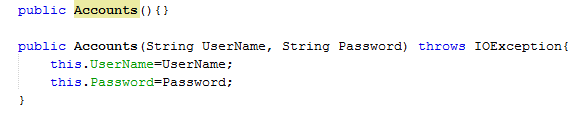 public Accounts(){}
public Accounts(String UserName, String Password) throws IOException{
this.UserName=UserName;
this.Password=Password;
}